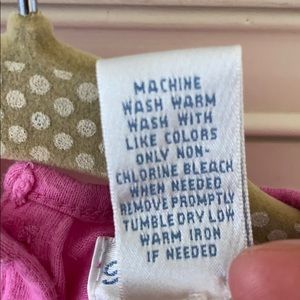 MACHINE
WASH WARM
WASH WITH
LIKE COLORS
ONLY NON-
CHLORINE BLEACH
WHEN NEEDED
REMOVE PROMPTLY
TUMBLE DRY LOW
WARM IRON
IF NEEDED
S